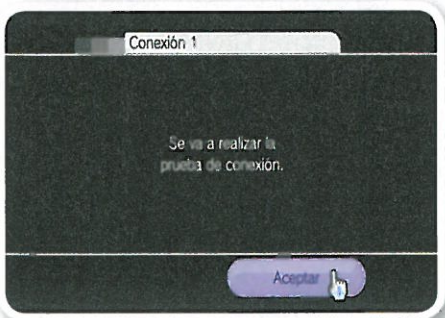 Conexión 1
Se va a realizar la
prueba de conexión.
Aceptar